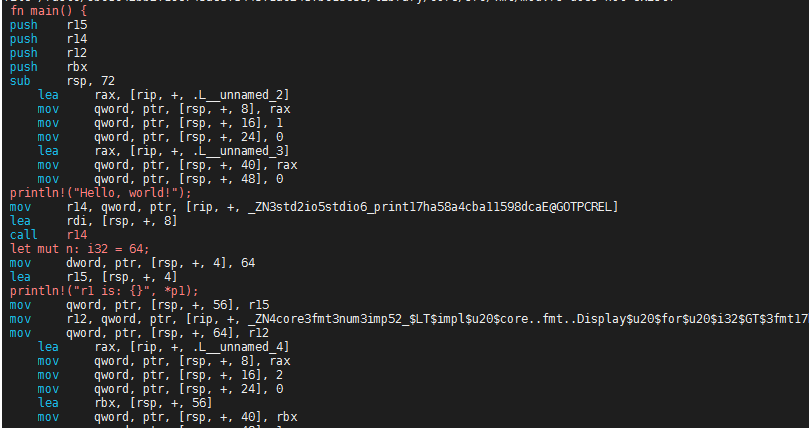 fn main() {
push r15
push r14
push r12
push rbx
sub rsp, 72
lea rax, [rip, +, .L__unnamed_2]
mov qword, ptr, [rsp, +, 8], rax
mov qword, ptr, [rsp, +, 16], 1
mov qword, ptr, [rsp, +, 24], 0
lea rax, [rip, +, .L__unnamed_3]
mov qword, ptr, [rsp, +, 40], rax
mov qword, ptr, [rsp, +, 48], 0
println!("Hello, world!");
mov r14, qword, ptr, [rip, +, _ZN3std2io5stdio6_print17ha58a4cba11598dcaE@GOTPCREL]
lea rdi, [rsp, +, 8]
call r14
let mut n: i32 = 64;
mov dword, ptr, [rsp, +, 4], 64
lea r15, [rsp, +, 4]
println!("r1 is: {}", *p1);
mov qword, ptr, [rsp, +, 56], r15
mov r12, qword, ptr, [rip, +, _ZN4core3fmt3num3imp52_$LT$impl$u20$core..fmt..Display$u20$for$u20$i32$GT$3fmt17
mov qword, ptr, [rsp, +, 64], r12
lea rax, [rip, +, .L__unnamed_4]
mov qword, ptr, [rsp, +, 8], rax
mov qword, ptr, [rsp, +, 16], 2
mov qword, ptr, [rsp, +, 24], 0
lea rbx, [rsp, +, 56]
mov qword, ptr, [rsp, +, 40], rbx